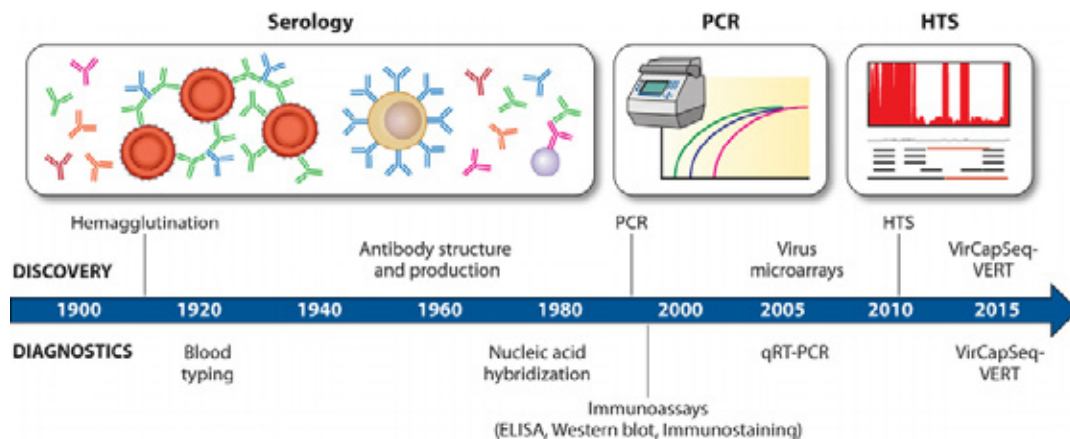 Serology
PCR
HTS
Hemagglutination
PCR
HTS
Antibody structure
and production
Virus
microarrays
VirCapSeq-
VERT
DISCOVERY
1900 1920 1940 1960 1980 2000 2005 2010 2015
DIAGNOSTICS
Blood
typing
Nucleic acid
hybridization
qRT-PCR
VirCapSeq-
VERT
Immunoassays
(ELISA, Western blot, Immunostaining)